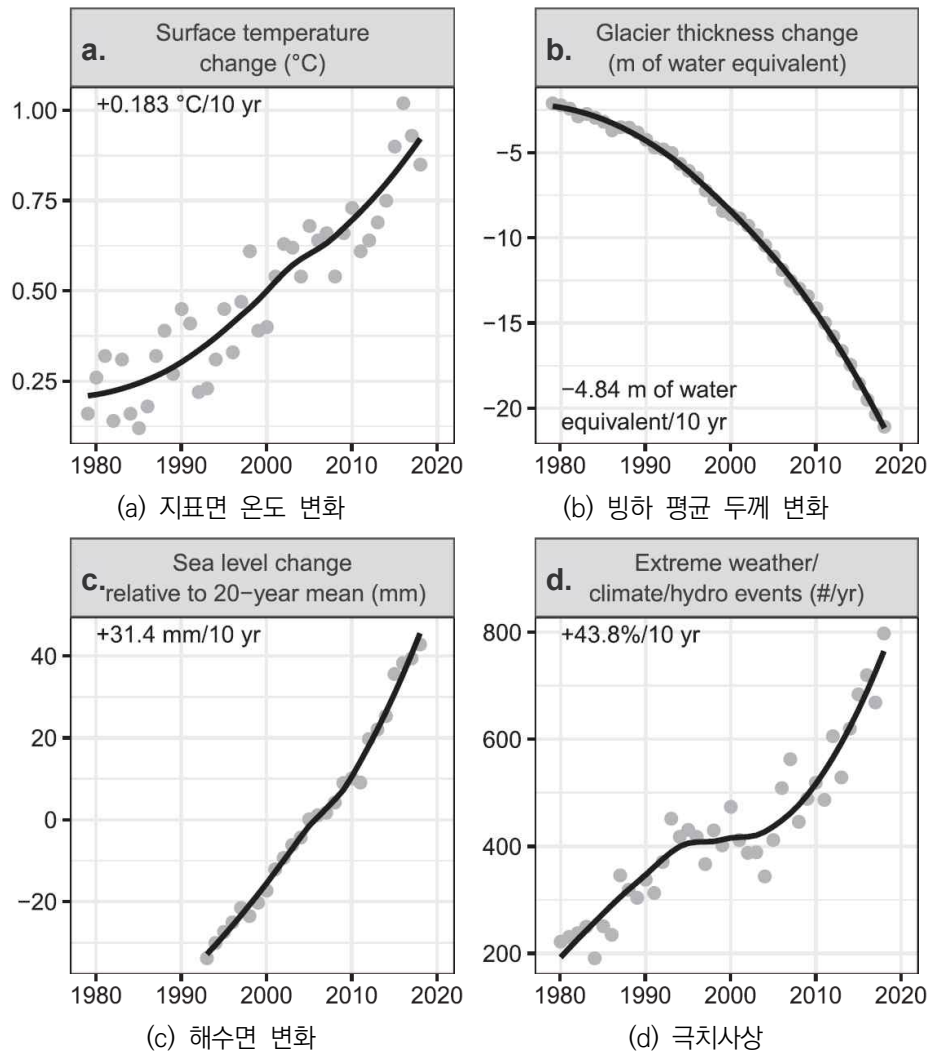 a.
Surface temperature
change (°C)
+0.183 °C/10 yr
1.00
0.75
0.50
0.25
1980 1990 2000 2010 2020
(a) 지표면 온도 변화
b.
Glacier thickness change
(m of water equivalent)
−5
−10
−15
−20
−4.84 m of water
equivalent/10 yr
1980 1990 2000 2010 2020
(b) 빙하 평균 두께 변화
c.
Sea level change
relative to 20−year mean (mm)
+31.4 mm/10 yr
40
20
0
−20
1980 1990 2000 2010 2020
(c) 해수면 변화
d.
Extreme weather/
climate/hydro events (#/yr)
+43.8%/10 yr
800
600
400
200
1980 1990 2000 2010 2020
(d) 극치사상